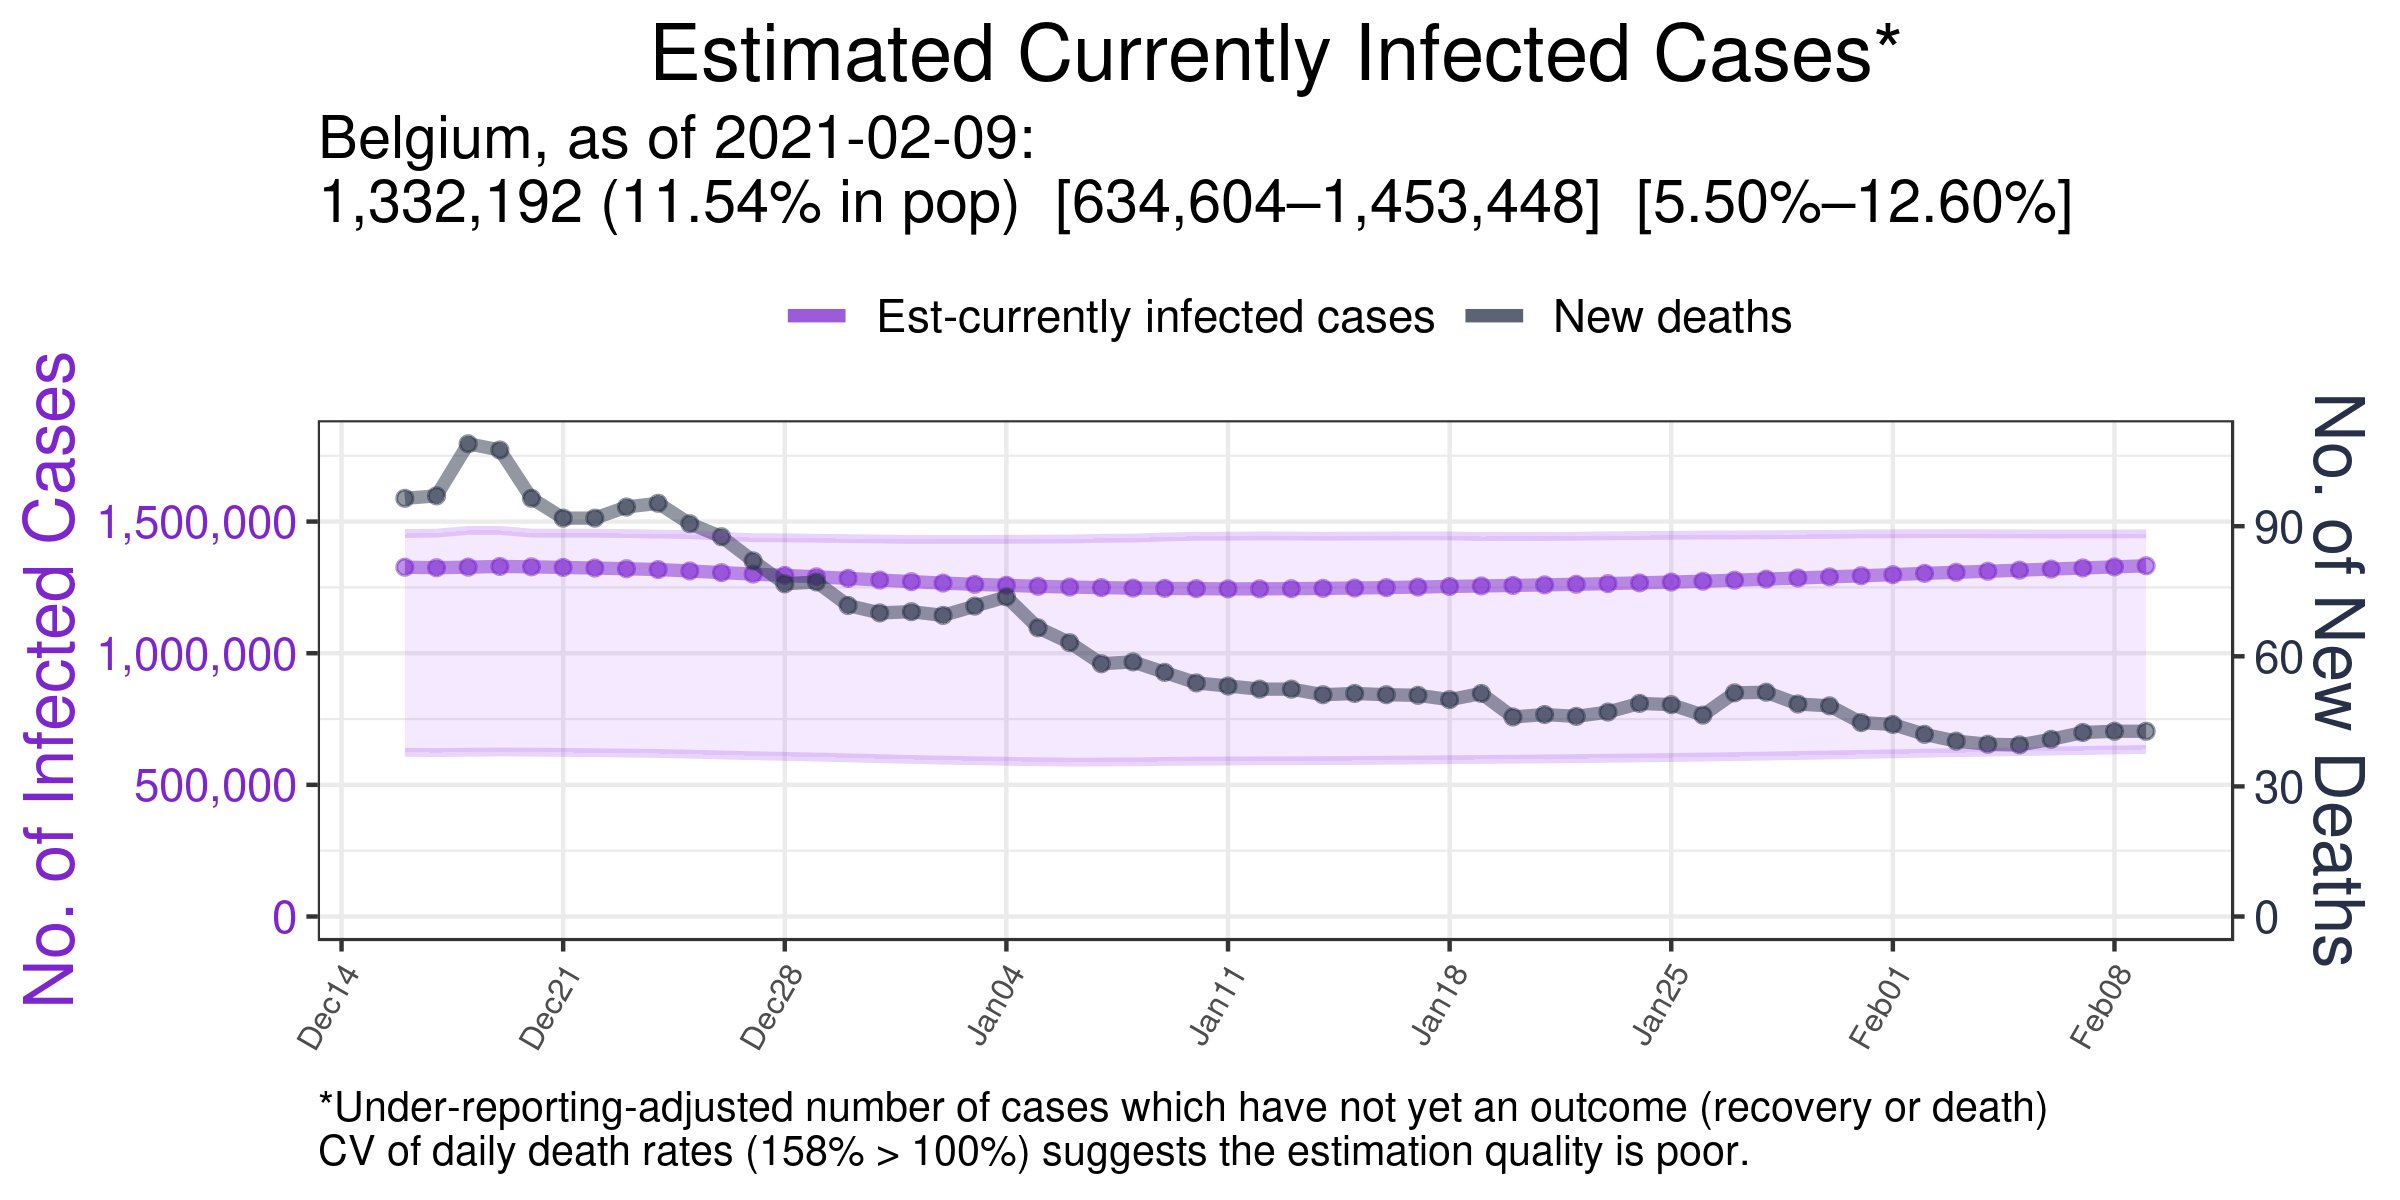 Estimated Currently Infected Cases*
Belgium, as of 2021-02-09:
1,332,192 (11.54% in pop)  [634,604–1,453,448]  [5.50%–12.60%]
Est-currently infected cases
New deaths
No. of Infected Cases
1,500,000
1,000,000
500,000
0
90
60
30
0
No. of New Deaths
Dec14
Dec21
Dec28
Jan04
Jan11
Jan18
Jan25
Feb01
Feb08
*Under-reporting-adjusted number of cases which have not yet an outcome (recovery or death)
CV of daily death rates (158% > 100%) suggests the estimation quality is poor.